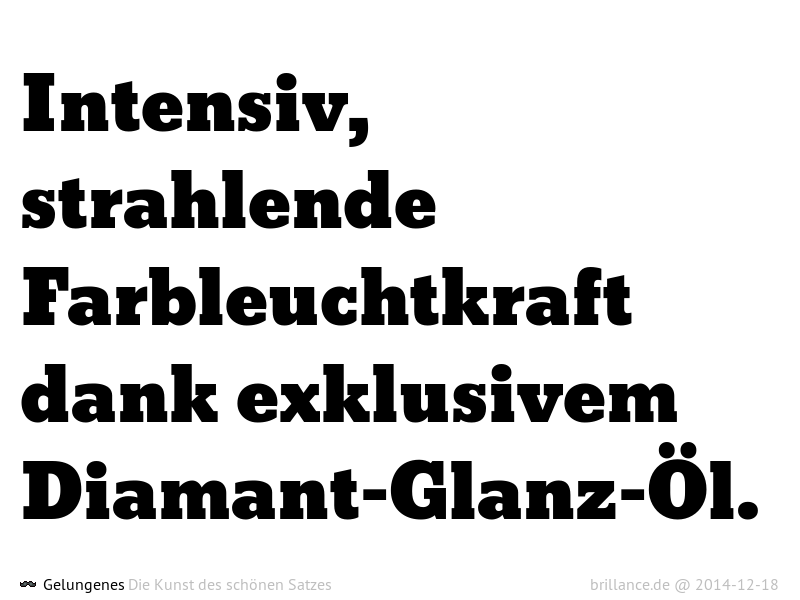 Intensiv,
strahlende
Farbleuchtkraft
dank exklusivem
Diamant-Glanz-Öl.
Gelungenes Die Kunst des schönen Satzes brillance.de @ 2014-12-18